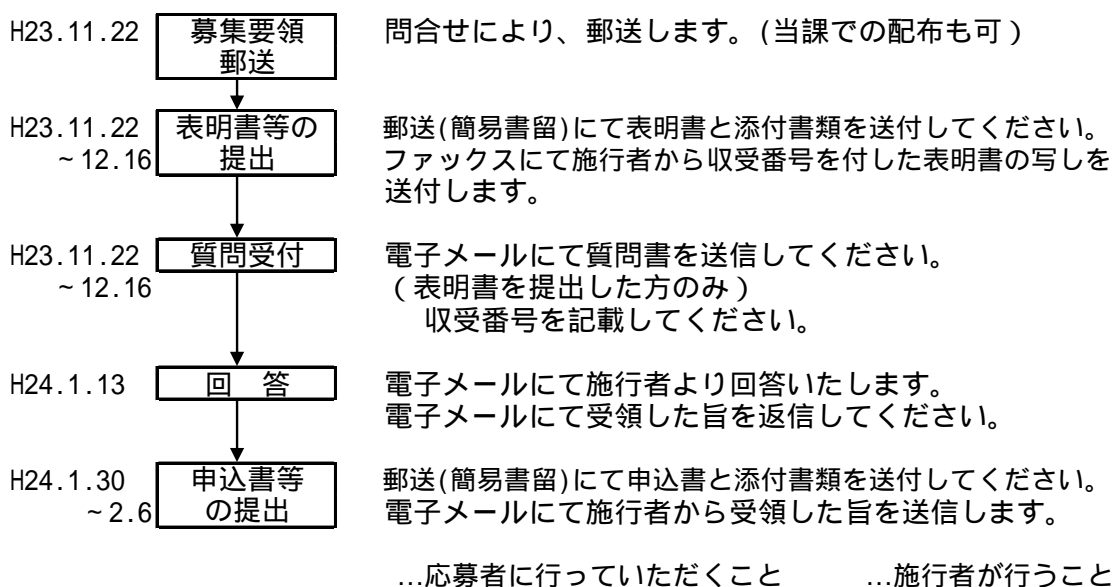 H23.11.22 募集要領 問合せにより、郵送します。(当課での配布も可)
郵送
H23.11.22 表明書等の 郵送(簡易書留)にて表明書と添付書類を送付してください。
~12.16 提出 ファックスにて施行者から収受番号を付した表明書の写しを
送付します。
H23.11.22 質問受付 電子メールにて質問書を送信してください。
~12.16 (表明書を提出した方のみ)
収受番号を記載してください。
H24.1.13 回 答 電子メールにて施行者より回答いたします。
電子メールにて受領した旨を返信してください。
H24.1.30 申込書等 郵送(簡易書留)にて申込書と添付書類を送付してください。
~2.6 の提出 電子メールにて施行者から受領した旨を送信します。
…応募者に行っていただくこと …施行者が行うこと